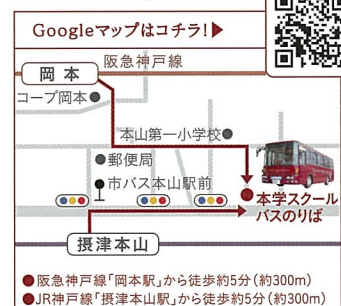 Googleマップはコチラ!▶
阪急神戸線
岡本
コープ岡本●
本山第一小学校●
●郵便局
市バス本山駅前
本学スクール
バスのりば
摂津本山
●阪急神戸線「岡本駅」から徒歩約5分(約300m)
●JR神戸線「摂津本山駅」から徒歩約5分(約300m)